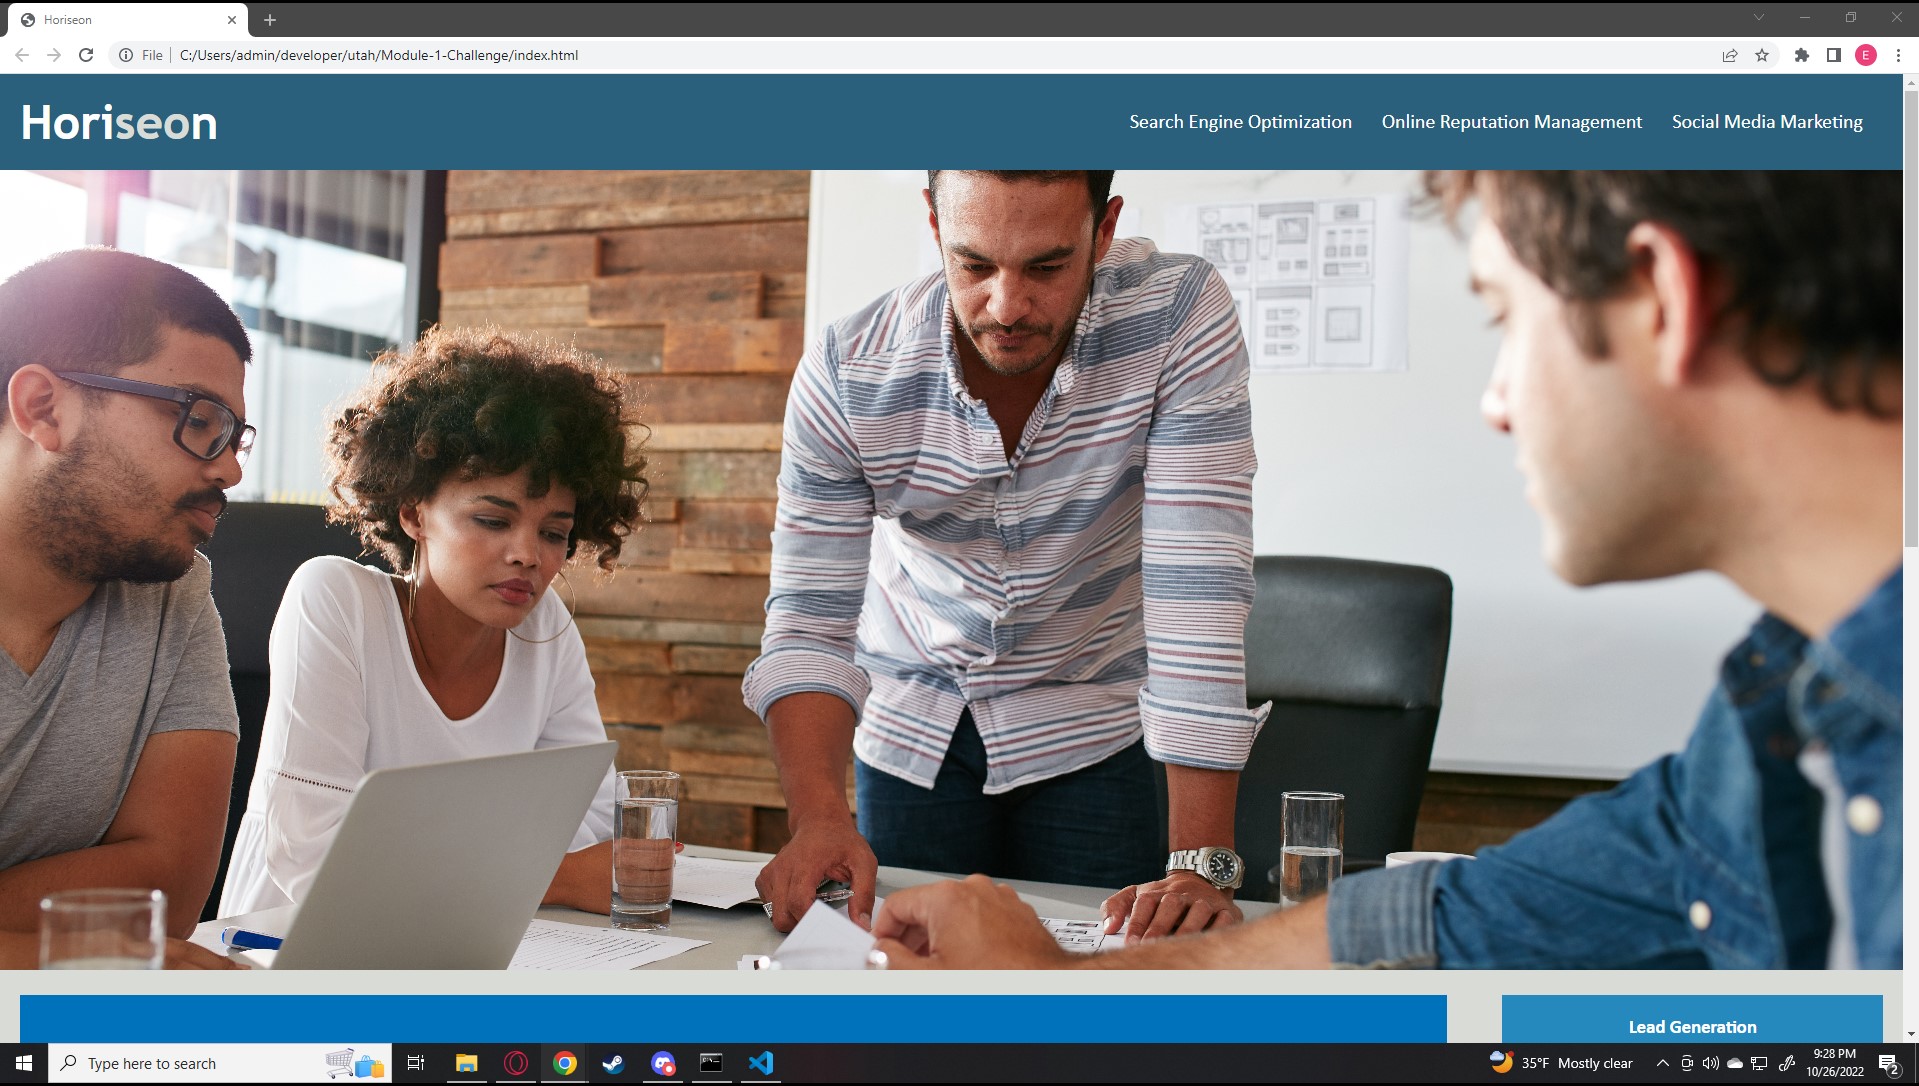 Horiseon
File
C:/Users/admin/developer/utah/Module-1-Challenge/index.html
E
Horiseon
Search Engine Optimization
Online Reputation Management
Social Media Marketing
Lead Generation
Type here to search
35°F Mostly clear
9:28 PM
10/26/2022
2